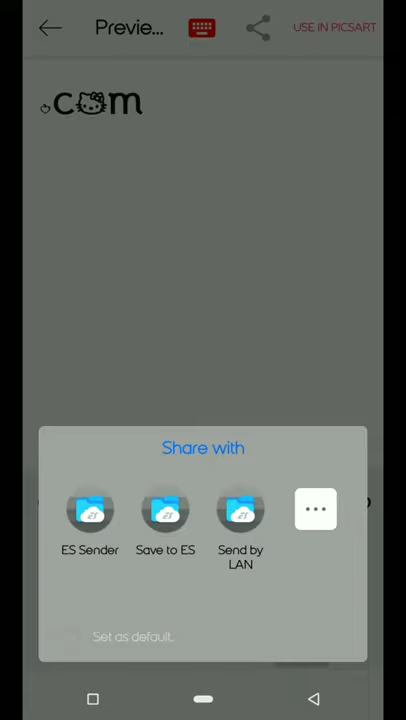 Previe...
USE IN PICSART
.com
Share with
ES Sender
Save to ES
Send by
LAN
Set as default.